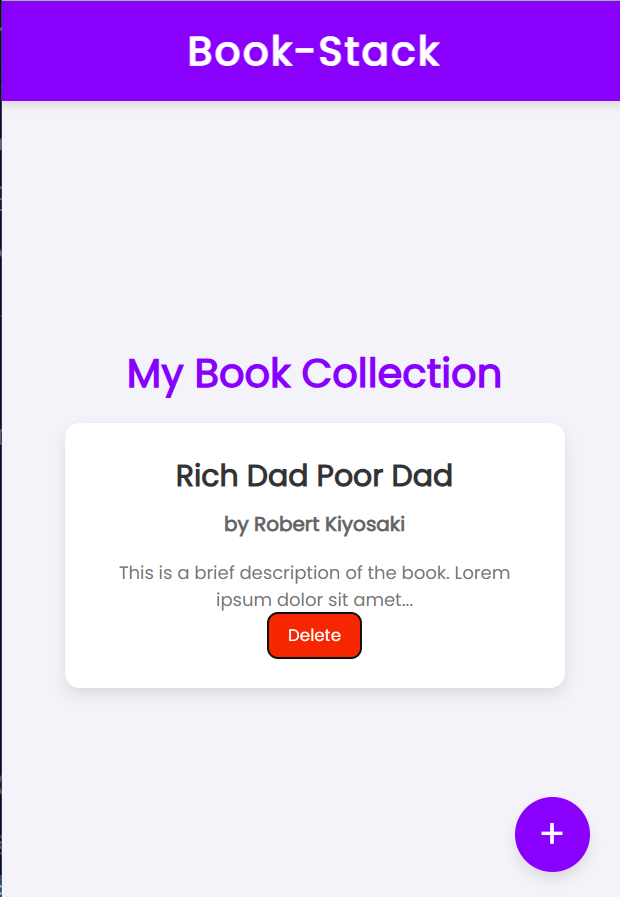 Book-Stack
My Book Collection
Rich Dad Poor Dad
by Robert Kiyosaki
This is a brief description of the book. Lorem
ipsum dolor sit amet...
Delete
+